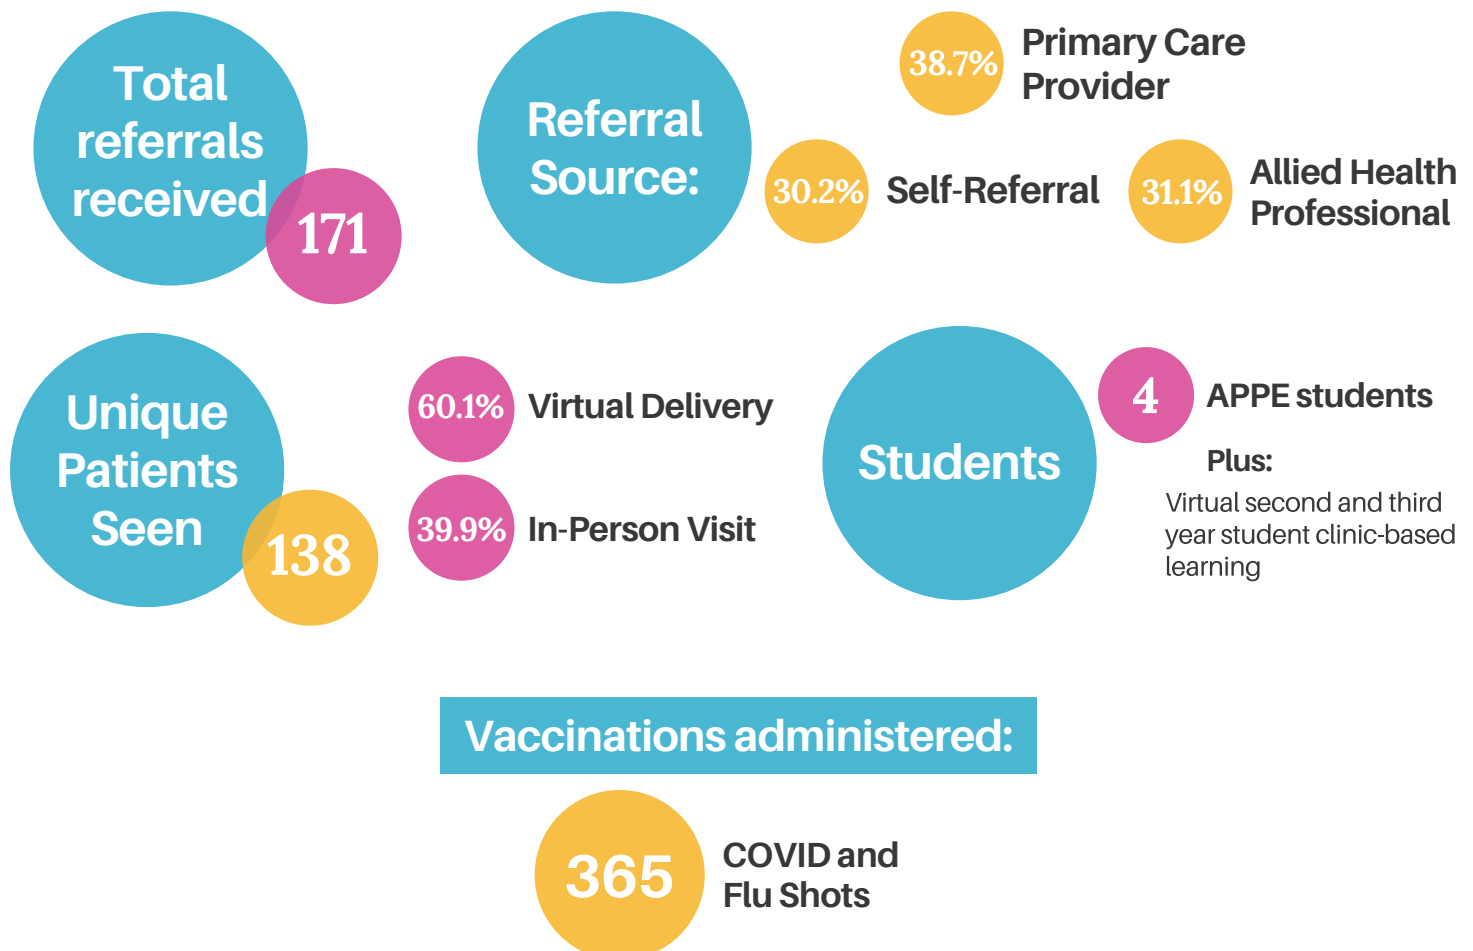 Total
referrals
received
171
Referral
Source:
38.7%
Primary Care
Provider
30.2%
Self-Referral
31.1%
Allied Health
Professional
Unique
Patients
Seen
138
60.1%
Virtual Delivery
39.9%
In-Person Visit
Students
4
APPE students
Plus:
Virtual second and third
year student clinic-based
learning
Vaccinations administered:
365
COVID and
Flu Shots